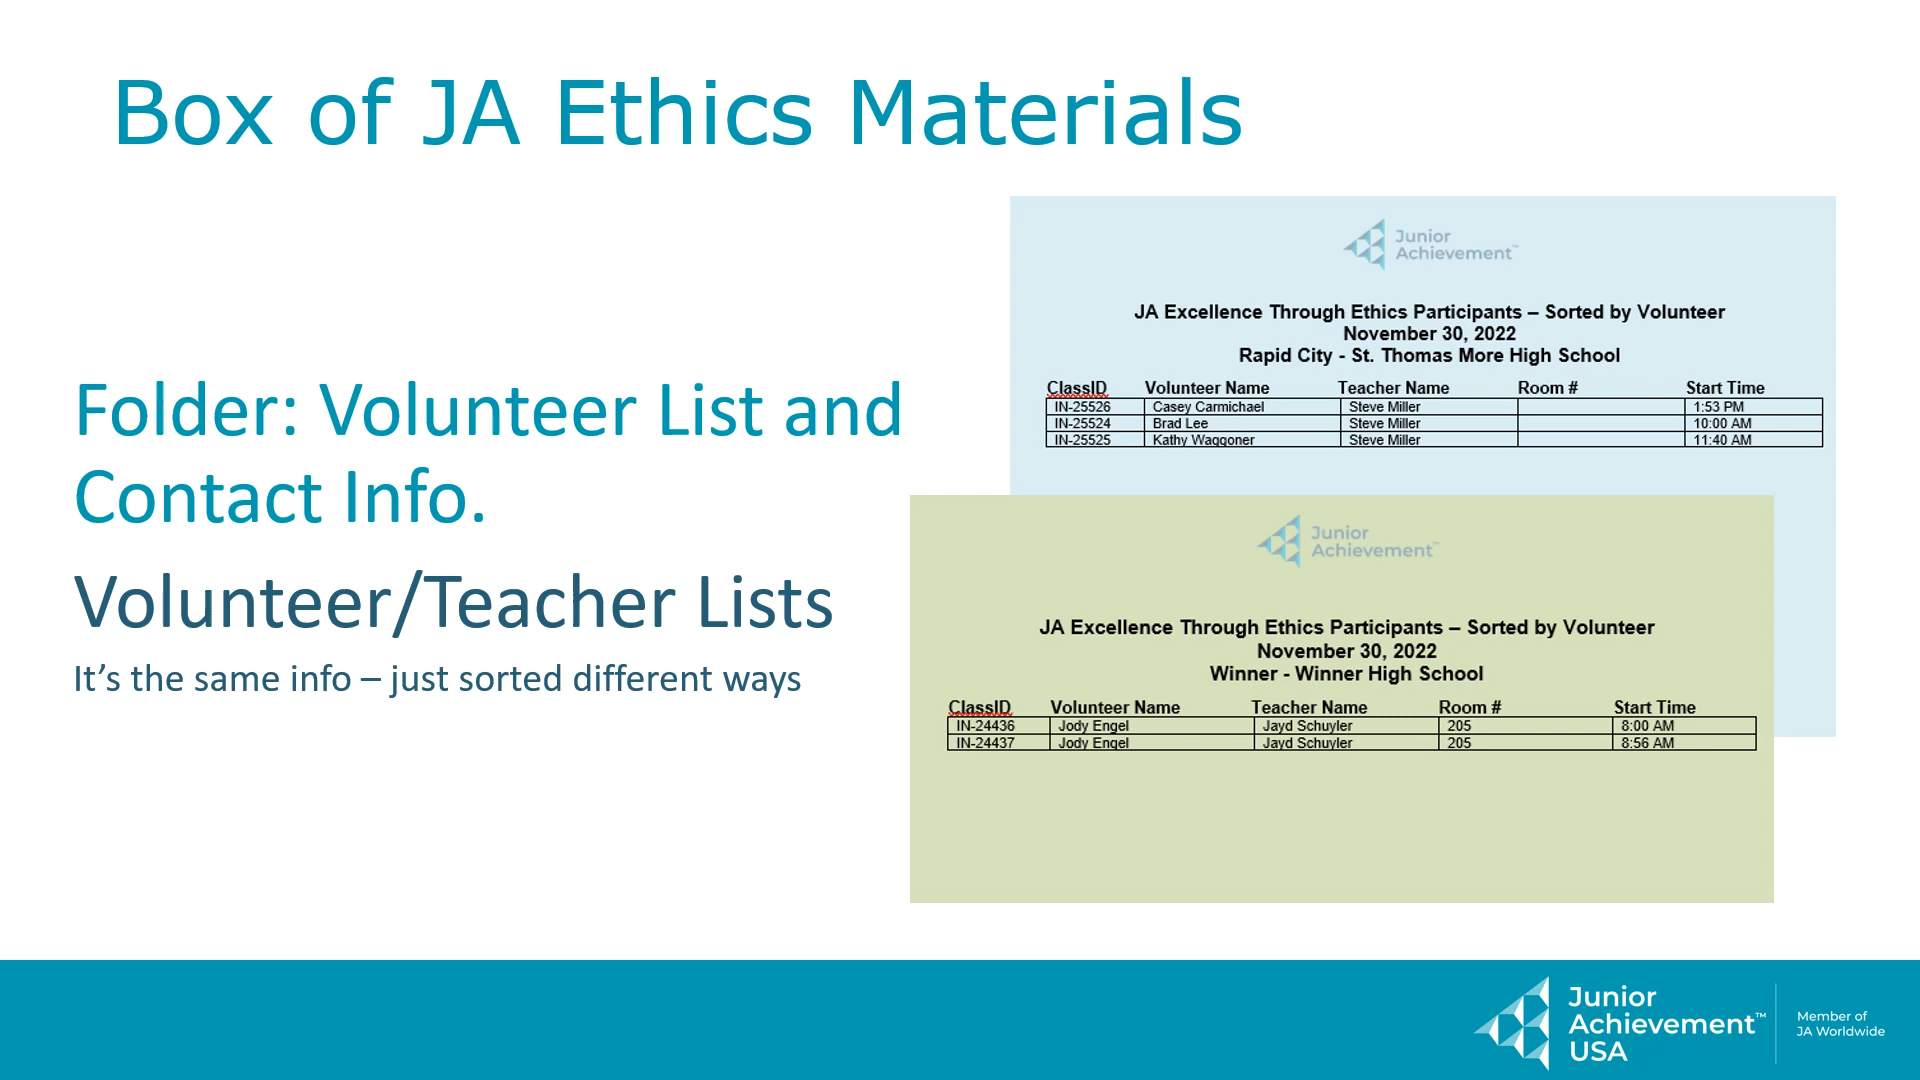 Box of JA Ethics Materials
Folder: Volunteer List and
Contact Info.
Volunteer/Teacher Lists
It's the same info – just sorted different ways
Junior
Achievement™
JA Excellence Through Ethics Participants – Sorted by Volunteer
November 30, 2022
Rapid City - St. Thomas More High School
ClassID Volunteer Name Teacher Name Room # Start Time
IN-25526 Casey Carmichael Steve Miller 1:53 PM
IN-25524 Brad Lee Steve Miller 10:00 AM
IN-25525 Kathy Waggoner Steve Miller 11:40 AM
Junior
Achievement™
JA Excellence Through Ethics Participants – Sorted by Volunteer
November 30, 2022
Winner - Winner High School
ClassID Volunteer Name Teacher Name Room # Start Time
IN-24436 Jody Engel Jayd Schuyler 205 8:00 AM
IN-24437 Jody Engel Jayd Schuyler 205 8:56 AM
Junior
Achievement™
USA
Member of
JA Worldwide